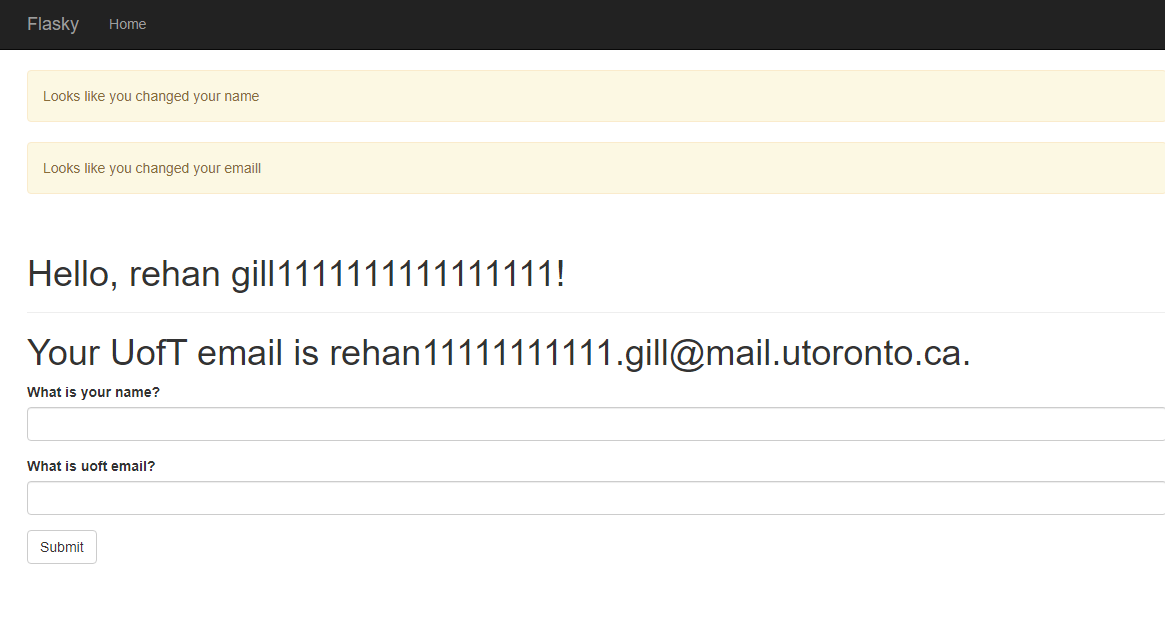 Flasky Home
Looks like you changed your name
Looks like you changed your emaill
Hello, rehan gill1111111111111111!
Your UofT email is rehan11111111111.gill@mail.utoronto.ca.
What is your name?
What is uoft email?
Submit